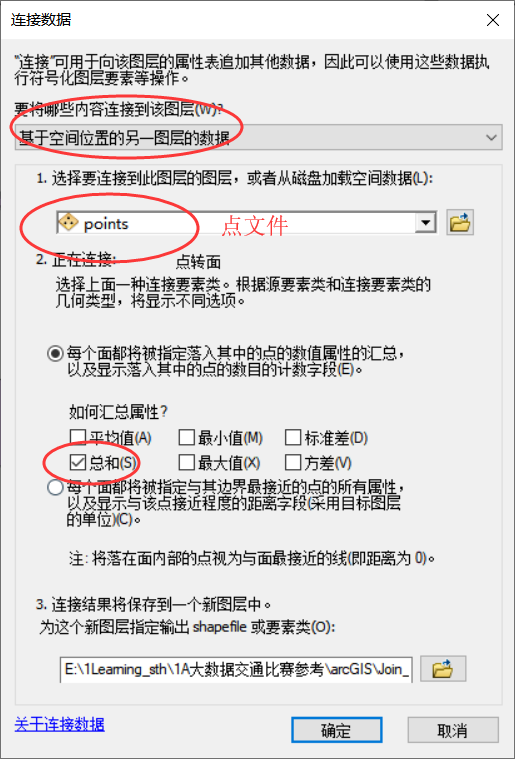 连接数据
“连接”可用于向该图层的属性表追加其他数据，因此可以使用这些数据执
行符号化图层要素等操作。
要将哪些内容连接到该图层(W)?
基于空间位置的另一图层的数据
1. 选择要连接到此图层的图层，或者从磁盘加载空间数据(L):
points
点文件
2. 正在连接: 点转面
选择上面一种连接要素类。根据源要素类和连接要素类的
几何类型，将显示不同选项。
每个面都将被指定落入其中的点的数值属性的汇总，
以及显示落入其中的点的数目的计数字段(E)。
如何汇总属性?
平均值(A) 最小值(M) 标准差(D)
总和(S) 最大值(X) 方差(V)
每个面都将被指定与其边界最接近的点的所有属性，
以及显示与该点接近程度的距离字段(采用目标图层
的单位)(C)。
注: 将落在面内部的点视为与面最接近的线(即距离为 0)。
3. 连接结果将保存到一个新图层中。
为这个新图层指定输出 shapefile 或要素类(O):
E:\1Learning_sth\1A大数据交通比赛参考\arcGIS\Join_
关于连接数据
确定 取消